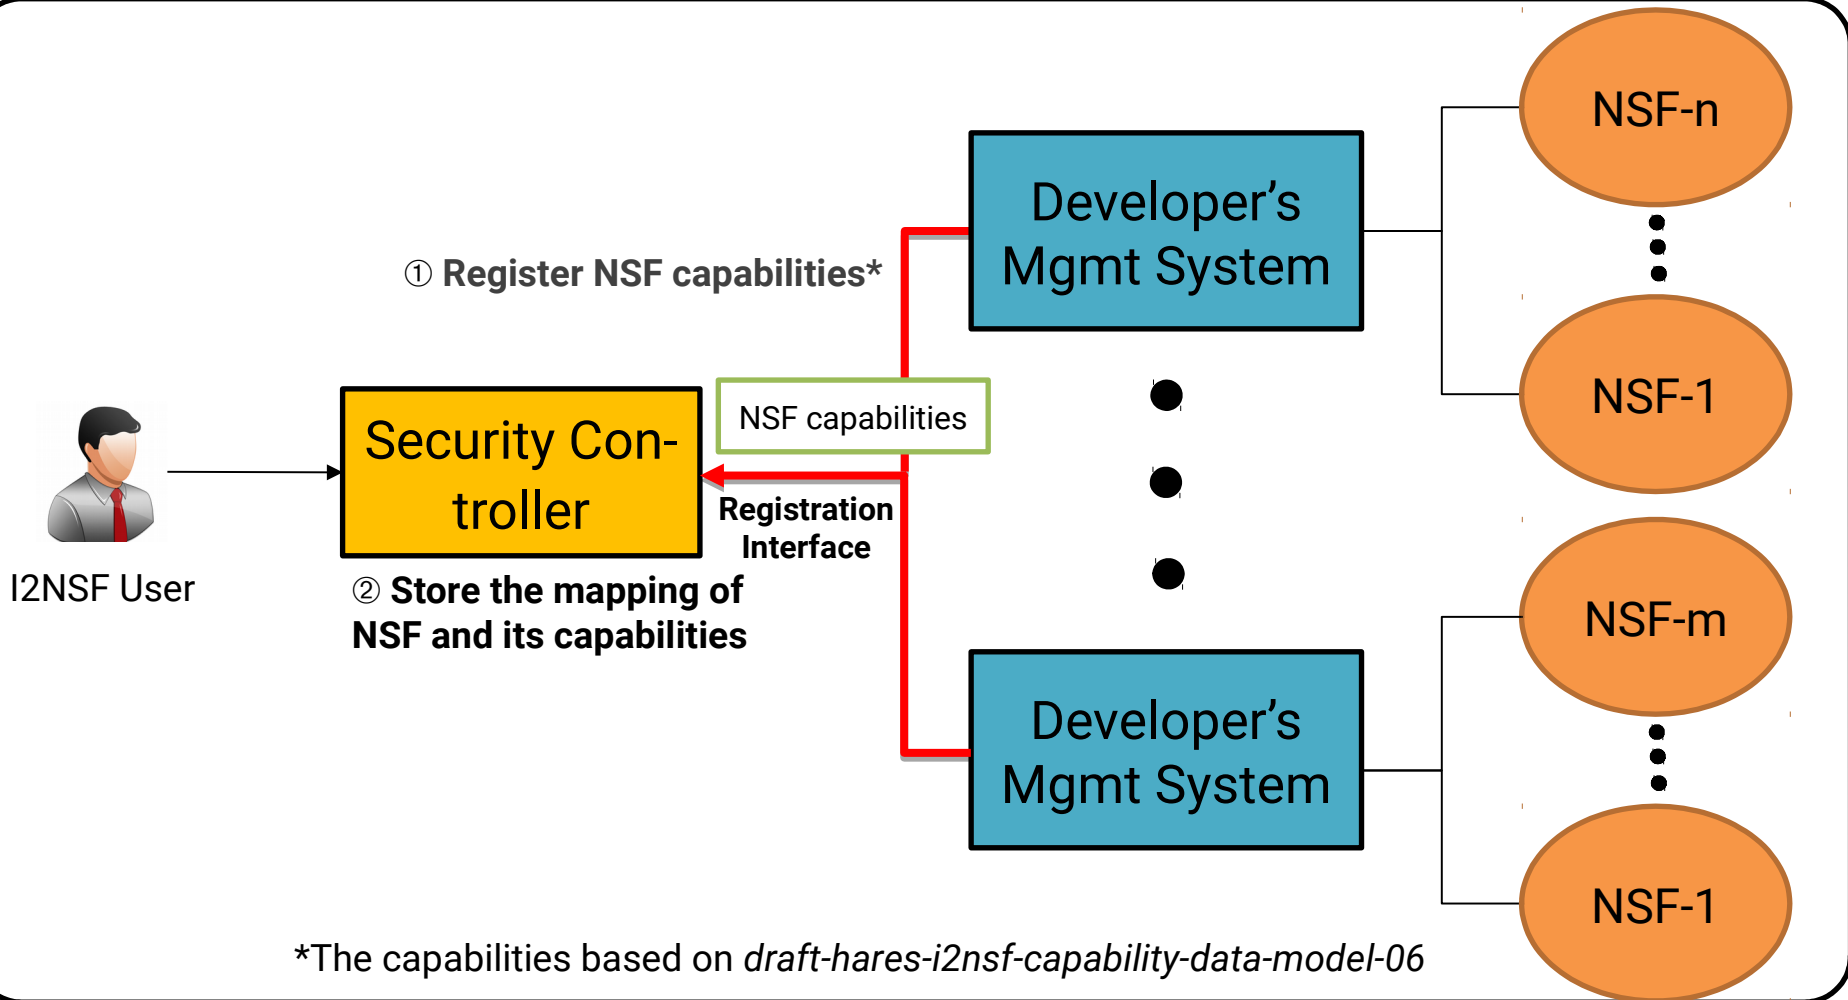 NSF-n
Developer’s
Mgmt System
① Register NSF capabilities*
NSF-1
NSF capabilities
Security Con-
troller
Registration
Interface
I2NSF User
② Store the mapping of
NSF and its capabilities
NSF-m
Developer’s
Mgmt System
NSF-1
*The capabilities based on draft-hares-i2nsf-capability-data-model-06